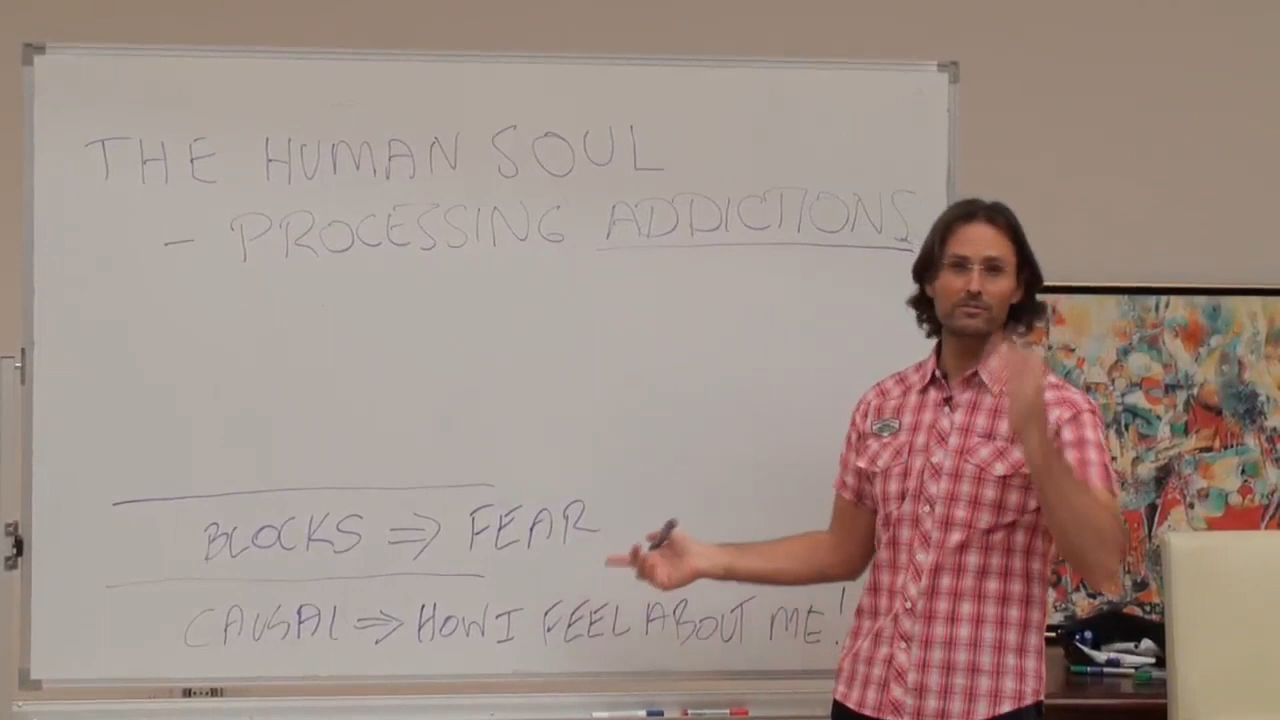 THE HUMAN SOUL
- PROCESSING ADDICTIONS
BLOCKS ⇒ FEAR
CAUSAL ⇒ HOW I FEEL ABOUT ME!